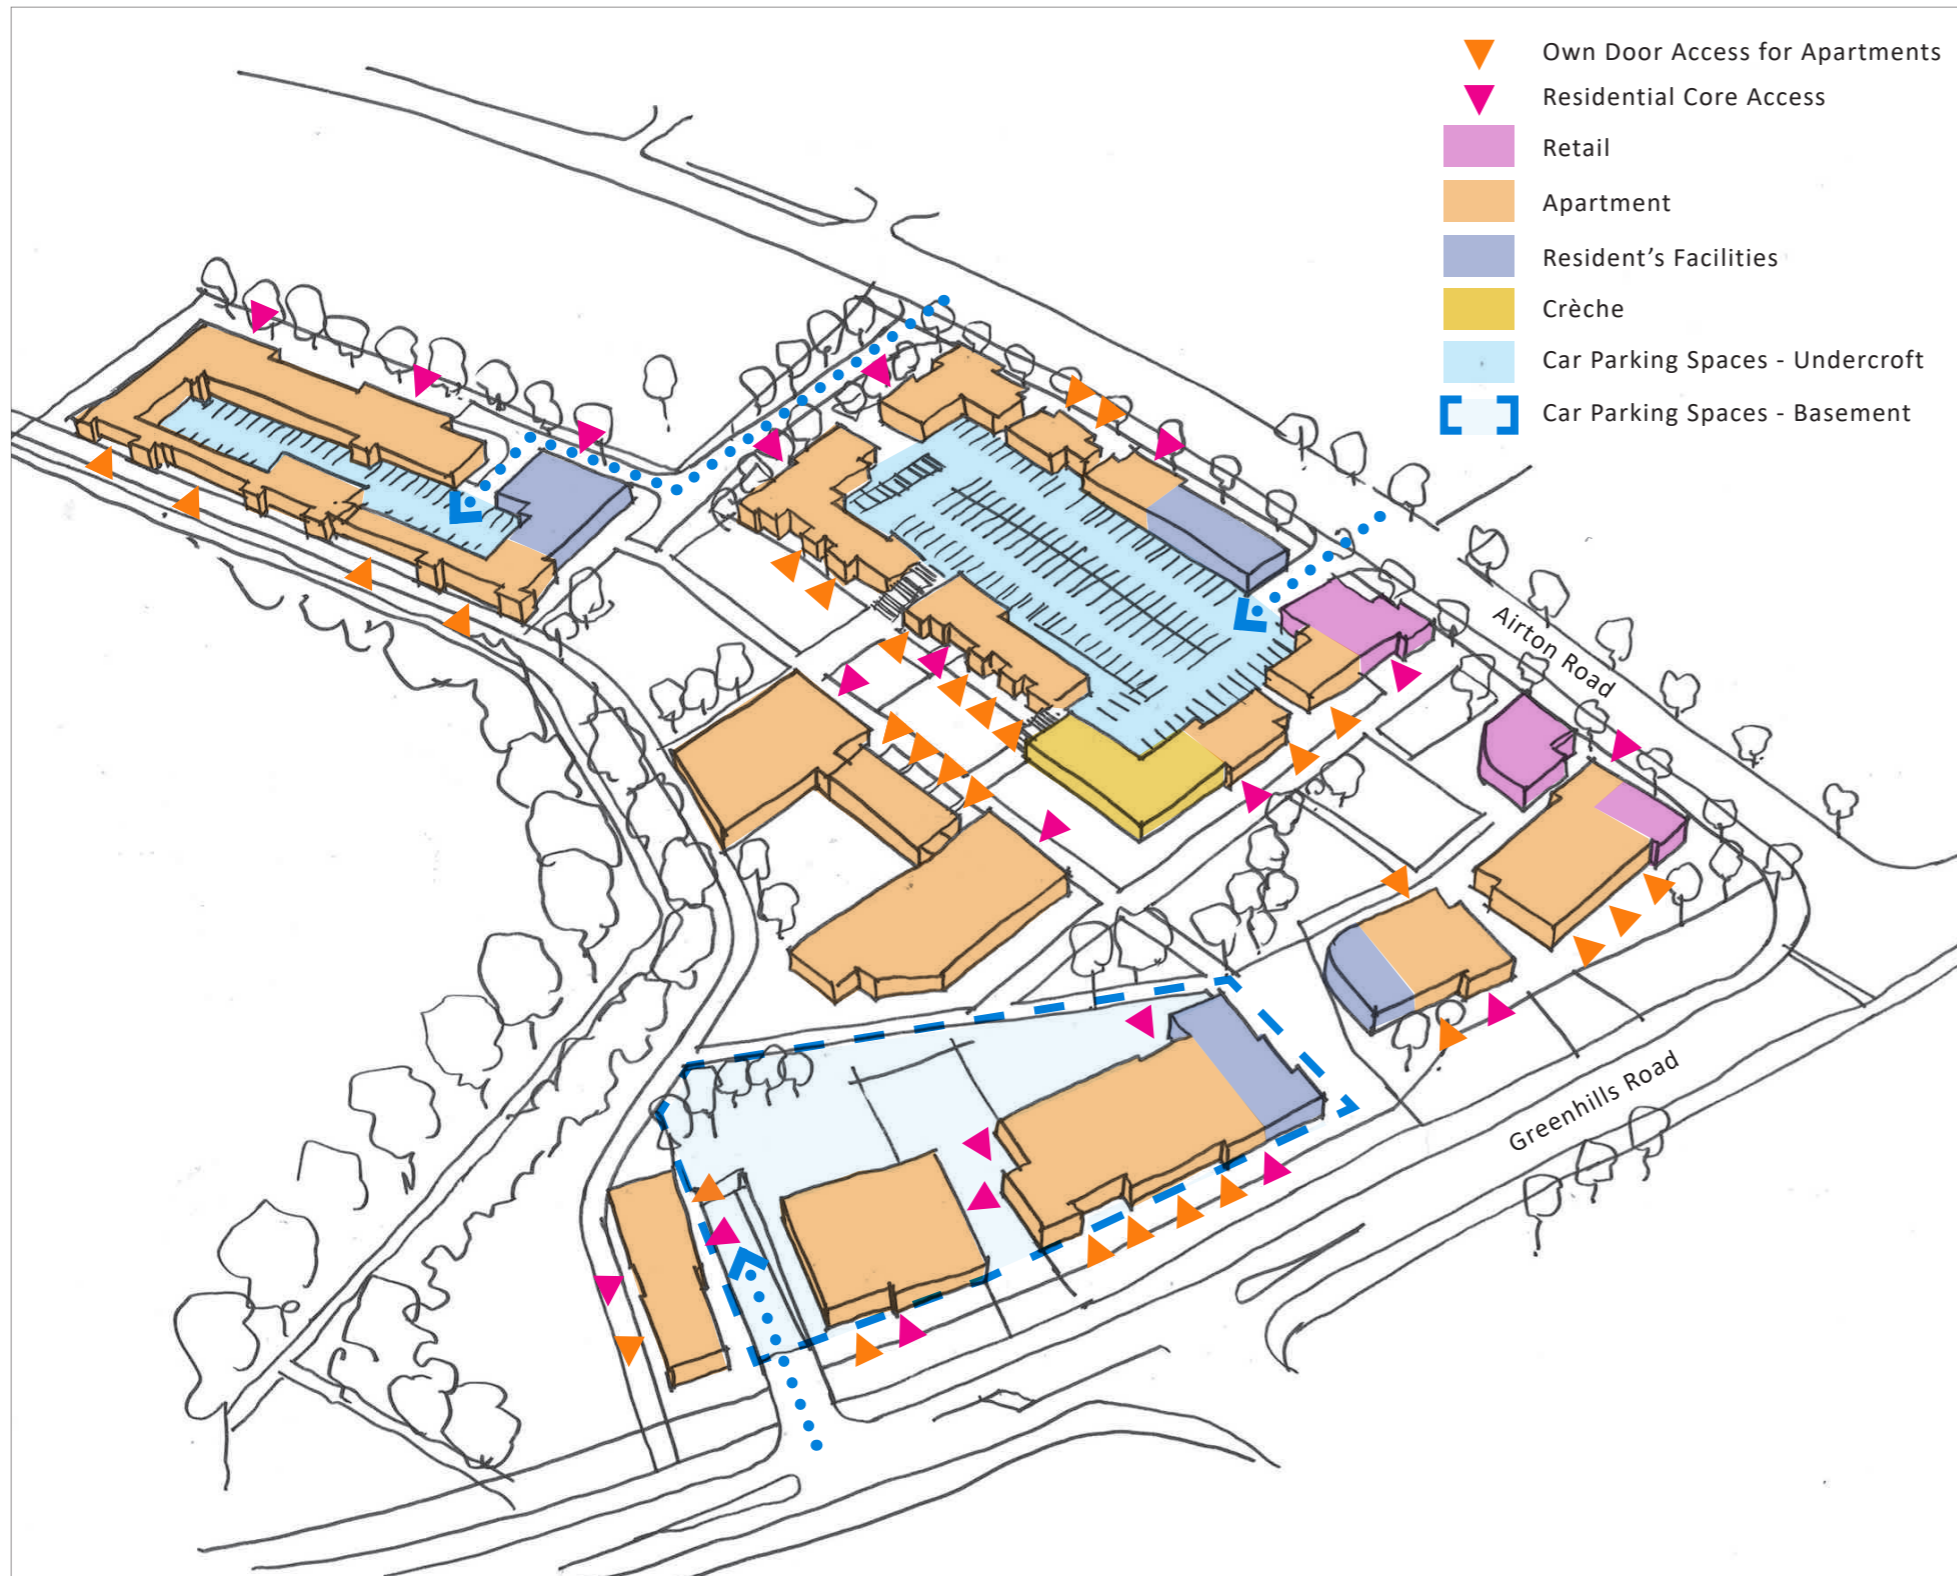 Own Door Access for Apartments
Residential Core Access
Retail
Apartment
Resident’s Facilities
Crèche
Car Parking Spaces - Undercroft
Car Parking Spaces - Basement
Airton Road
Greenhills Road